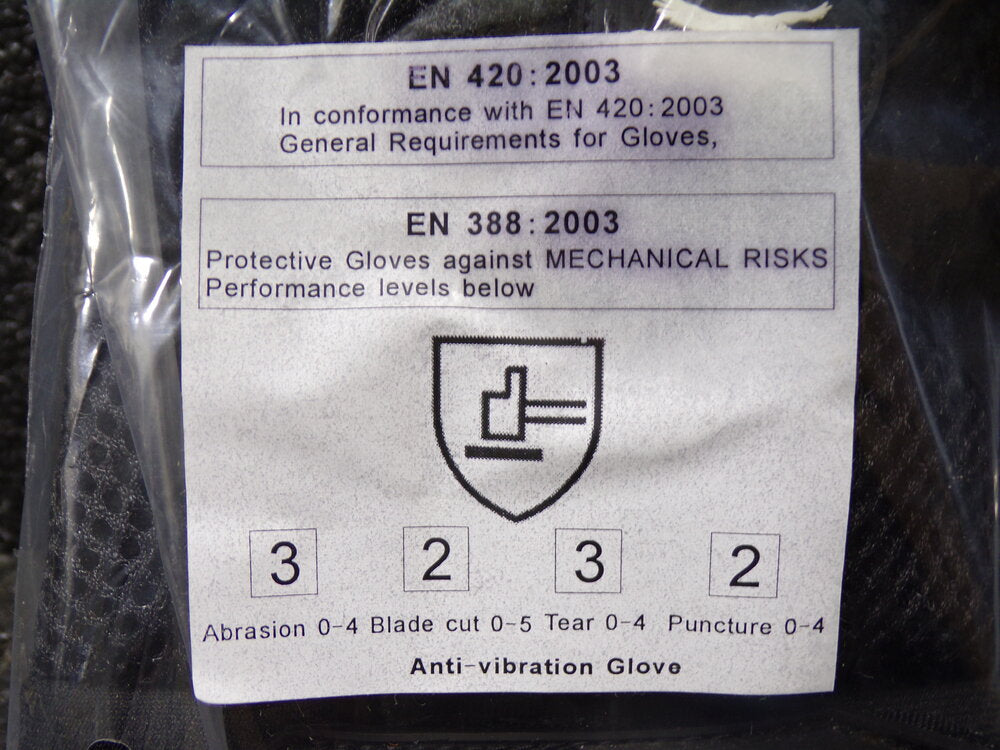 EN 420:2003
In conformance with EN 420:2003
General Requirements for Gloves,
EN 388:2003
Protective Gloves against MECHANICAL RISKS
Performance levels below
3 2 3 2
Abrasion 0-4 Blade cut 0-5 Tear 0-4 Puncture 0-4
Anti-vibration Glove